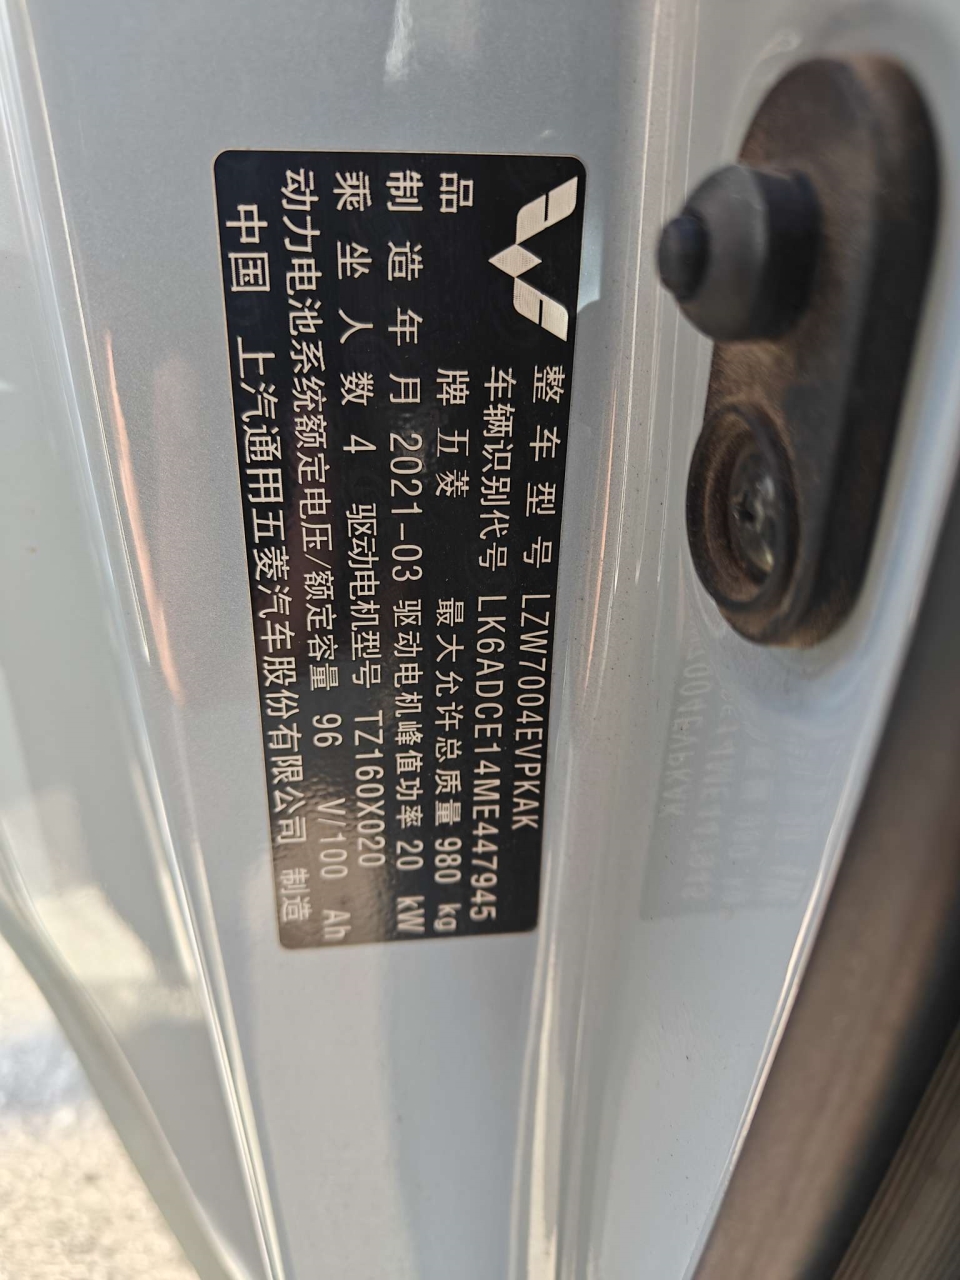 整车型号 LZW7004EVPKAK
车辆识别代号 LK6ADCE14ME447945
品牌 五菱 最大允许总质量 980 kg
制造年月 2021-03 驱动电机峰值功率 20 kW
乘坐人数 4 驱动电机型号 TZ160X020
动力电池系统额定电压/额定容量 96 V/100 Ah
中国 上汽通用五菱汽车股份有限公司 制造